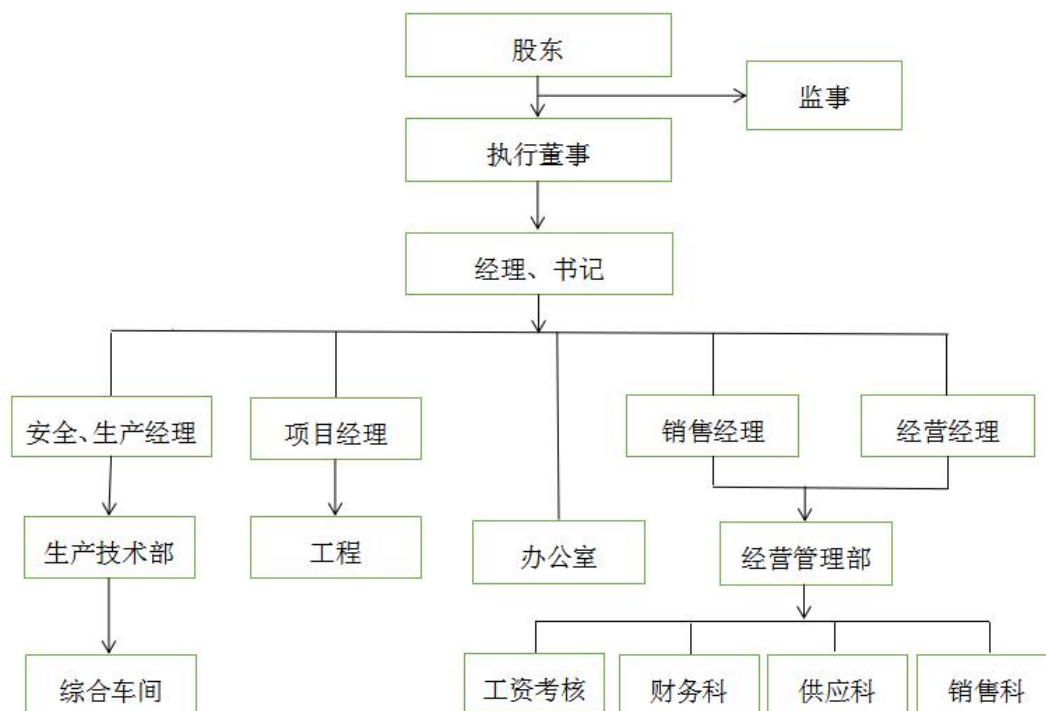 股东
监事
执行董事
经理、书记
安全、生产经理
项目经理
销售经理
经营经理
生产技术部
工程
办公室
经营管理部
综合车间
工资考核
财务科
供应科
销售科